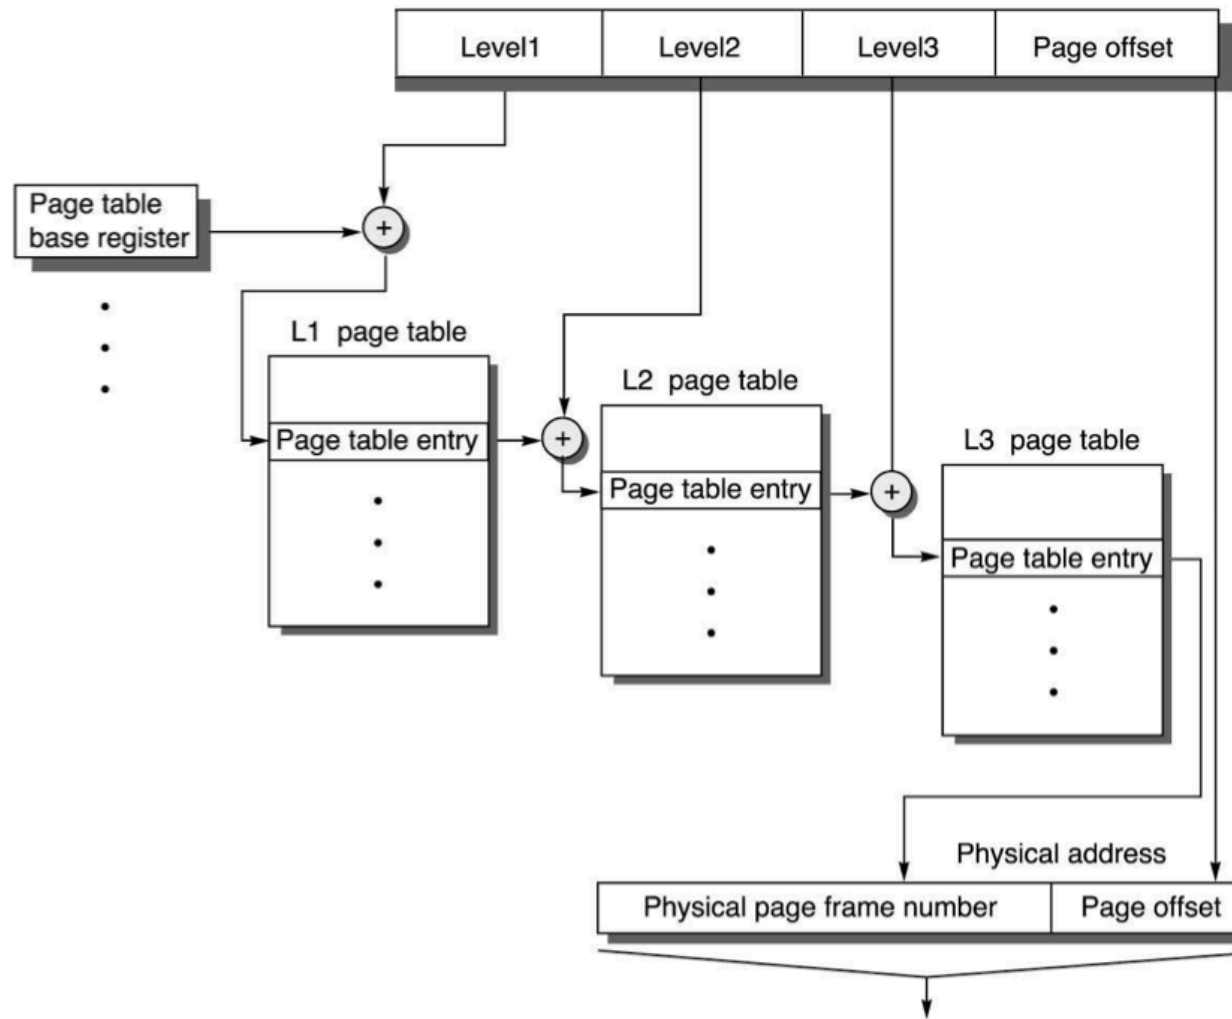 Level1 Level2 Level3 Page offset
Page table
base register
L1 page table
Page table entry
L2 page table
Page table entry
L3 page table
Page table entry
Physical address
Physical page frame number Page offset